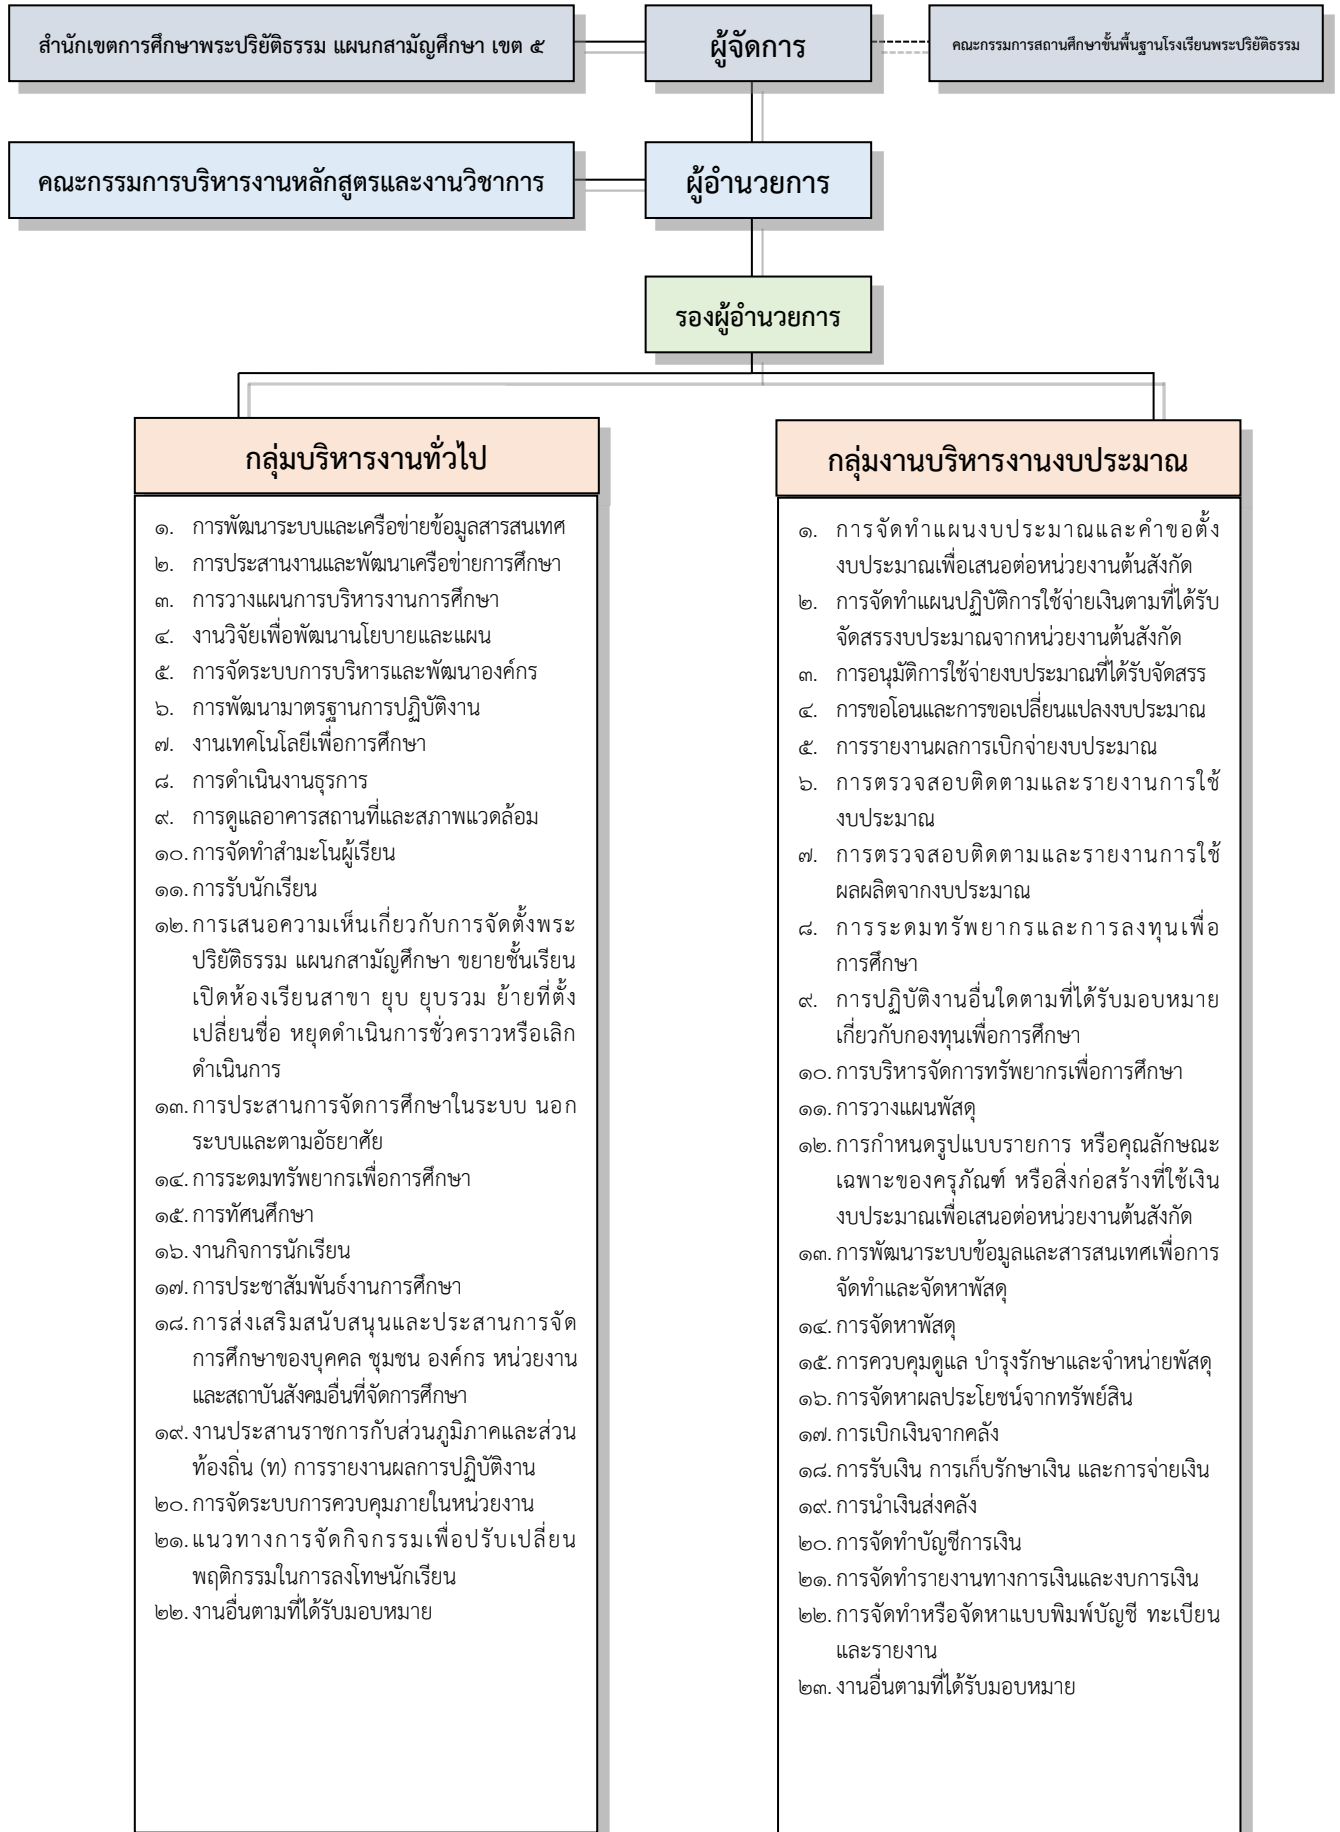 สำนักเขตการศึกษาพระปริยัติธรรม แผนกสามัญศึกษา เขต ๕
ผู้จัดการ
คณะกรรมการสถานศึกษาขั้นพื้นฐานโรงเรียนพระปริยัติธรรม
คณะกรรมการบริหารงานหลักสูตรและงานวิชาการ
ผู้อำนวยการ
รองผู้อำนวยการ
กลุ่มบริหารงานทั่วไป
๑. การพัฒนาระบบและเครือข่ายข้อมูลสารสนเทศ
๒. การประสานงานและพัฒนาเครือข่ายการศึกษา
๓. การวางแผนการบริหารงานการศึกษา
๔. งานวิจัยเพื่อพัฒนานโยบายและแผน
๕. การจัดระบบการบริหารและพัฒนาองค์กร
๖. การพัฒนามาตรฐานการปฏิบัติงาน
๗. งานเทคโนโลยีเพื่อการศึกษา
๘. การดำเนินงานธุรการ
๙. การดูแลอาคารสถานที่และสภาพแวดล้อม
๑๐. การจัดทำสำมะโนผู้เรียน
๑๑. การรับนักเรียน
๑๒. การเสนอความเห็นเกี่ยวกับการจัดตั้งพระ
ปริยัติธรรม แผนกสามัญศึกษา ขยายชั้นเรียน
เปิดห้องเรียนสาขา ยุบ ยุบรวม ย้ายที่ตั้ง
เปลี่ยนชื่อ หยุดดำเนินการชั่วคราวหรือเลิก
ดำเนินการ
๑๓. การประสานการจัดการศึกษาในระบบ นอก
ระบบและตามอัธยาศัย
๑๔. การระดมทรัพยากรเพื่อการศึกษา
๑๕. การทัศนศึกษา
๑๖. งานกิจการนักเรียน
๑๗. การประชาสัมพันธ์งานการศึกษา
๑๘. การส่งเสริมสนับสนุนและประสานการจัด
การศึกษาของบุคคล ชุมชน องค์กร หน่วยงาน
และสถาบันสังคมอื่นที่จัดการศึกษา
๑๙. งานประสานราชการกับส่วนภูมิภาคและส่วน
ท้องถิ่น (ท) การรายงานผลการปฏิบัติงาน
๒๐. การจัดระบบการควบคุมภายในหน่วยงาน
๒๑. แนวทางการจัดกิจกรรมเพื่อปรับเปลี่ยน
พฤติกรรมในการลงโทษนักเรียน
๒๒. งานอื่นตามที่ได้รับมอบหมาย
กลุ่มงานบริหารงานงบประมาณ
๑. การจัดทำแผนงบประมาณและคำขอตั้ง
งบประมาณเพื่อเสนอต่อหน่วยงานต้นสังกัด
๒. การจัดทำแผนปฏิบัติการใช้จ่ายเงินตามที่ได้รับ
จัดสรรงบประมาณจากหน่วยงานต้นสังกัด
๓. การอนุมัติการใช้จ่ายงบประมาณที่ได้รับจัดสรร
๔. การขอโอนและการขอเปลี่ยนแปลงงบประมาณ
๕. การรายงานผลการเบิกจ่ายงบประมาณ
๖. การตรวจสอบติดตามและรายงานการใช้
งบประมาณ
๗. การตรวจสอบติดตามและรายงานการใช้
ผลผลิตจากงบประมาณ
๘. การระดมทรัพยากรและการลงทุนเพื่อ
การศึกษา
๙. การปฏิบัติงานอื่นใดตามที่ได้รับมอบหมาย
เกี่ยวกับกองทุนเพื่อการศึกษา
๑๐. การบริหารจัดการทรัพยากรเพื่อการศึกษา
๑๑. การวางแผนพัสดุ
๑๒. การกำหนดรูปแบบรายการ หรือคุณลักษณะ
เฉพาะของครุภัณฑ์ หรือสิ่งก่อสร้างที่ใช้เงิน
งบประมาณเพื่อเสนอต่อหน่วยงานต้นสังกัด
๑๓. การพัฒนาระบบข้อมูลและสารสนเทศเพื่อการ
จัดทำและจัดหาพัสดุ
๑๔. การจัดหาพัสดุ
๑๕. การควบคุมดูแล บำรุงรักษาและจำหน่ายพัสดุ
๑๖. การจัดหาผลประโยชน์จากทรัพย์สิน
๑๗. การเบิกเงินจากคลัง
๑๘. การรับเงิน การเก็บรักษาเงิน และการจ่ายเงิน
๑๙. การนำเงินส่งคลัง
๒๐. การจัดทำบัญชีการเงิน
๒๑. การจัดทำรายงานทางการเงินและงบการเงิน
๒๒. การจัดทำหรือจัดหาแบบพิมพ์บัญชี ทะเบียน
และรายงาน
๒๓. งานอื่นตามที่ได้รับมอบหมาย